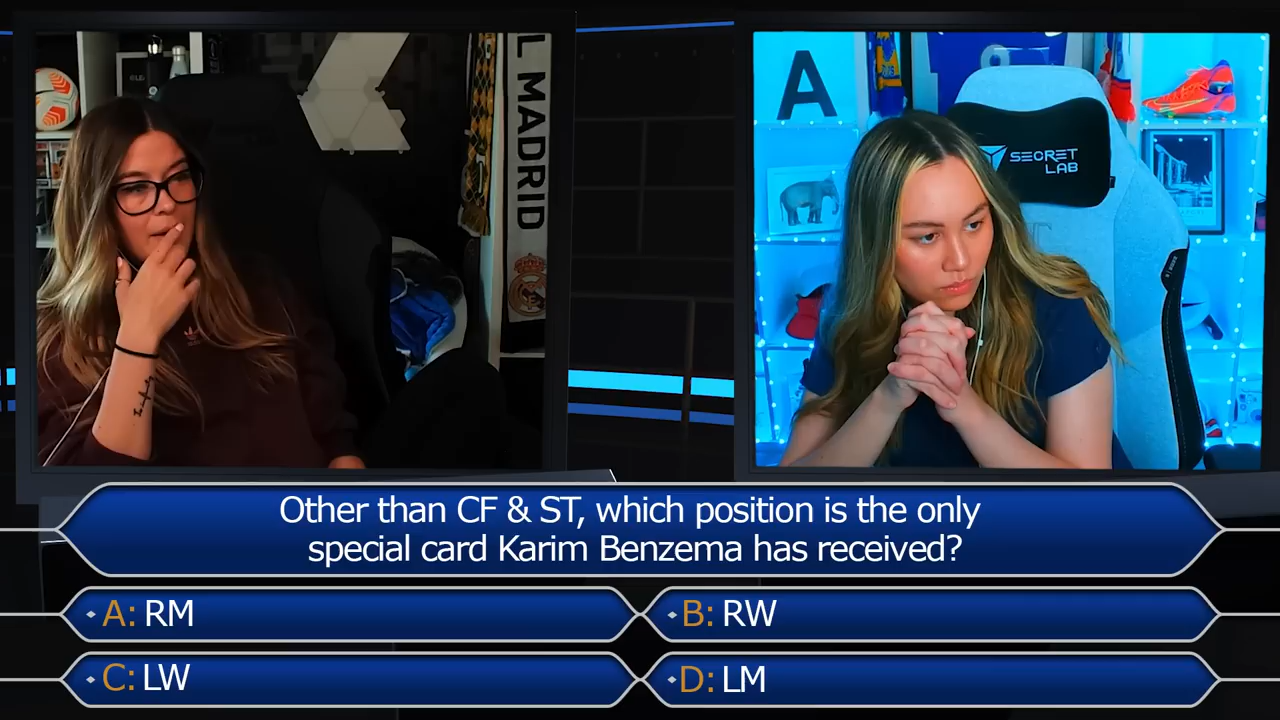 L MADRID
A
SECRET
LAB
Other than CF & ST, which position is the only
special card Karim Benzema has received?
A: RM
B: RW
C: LW
D: LM